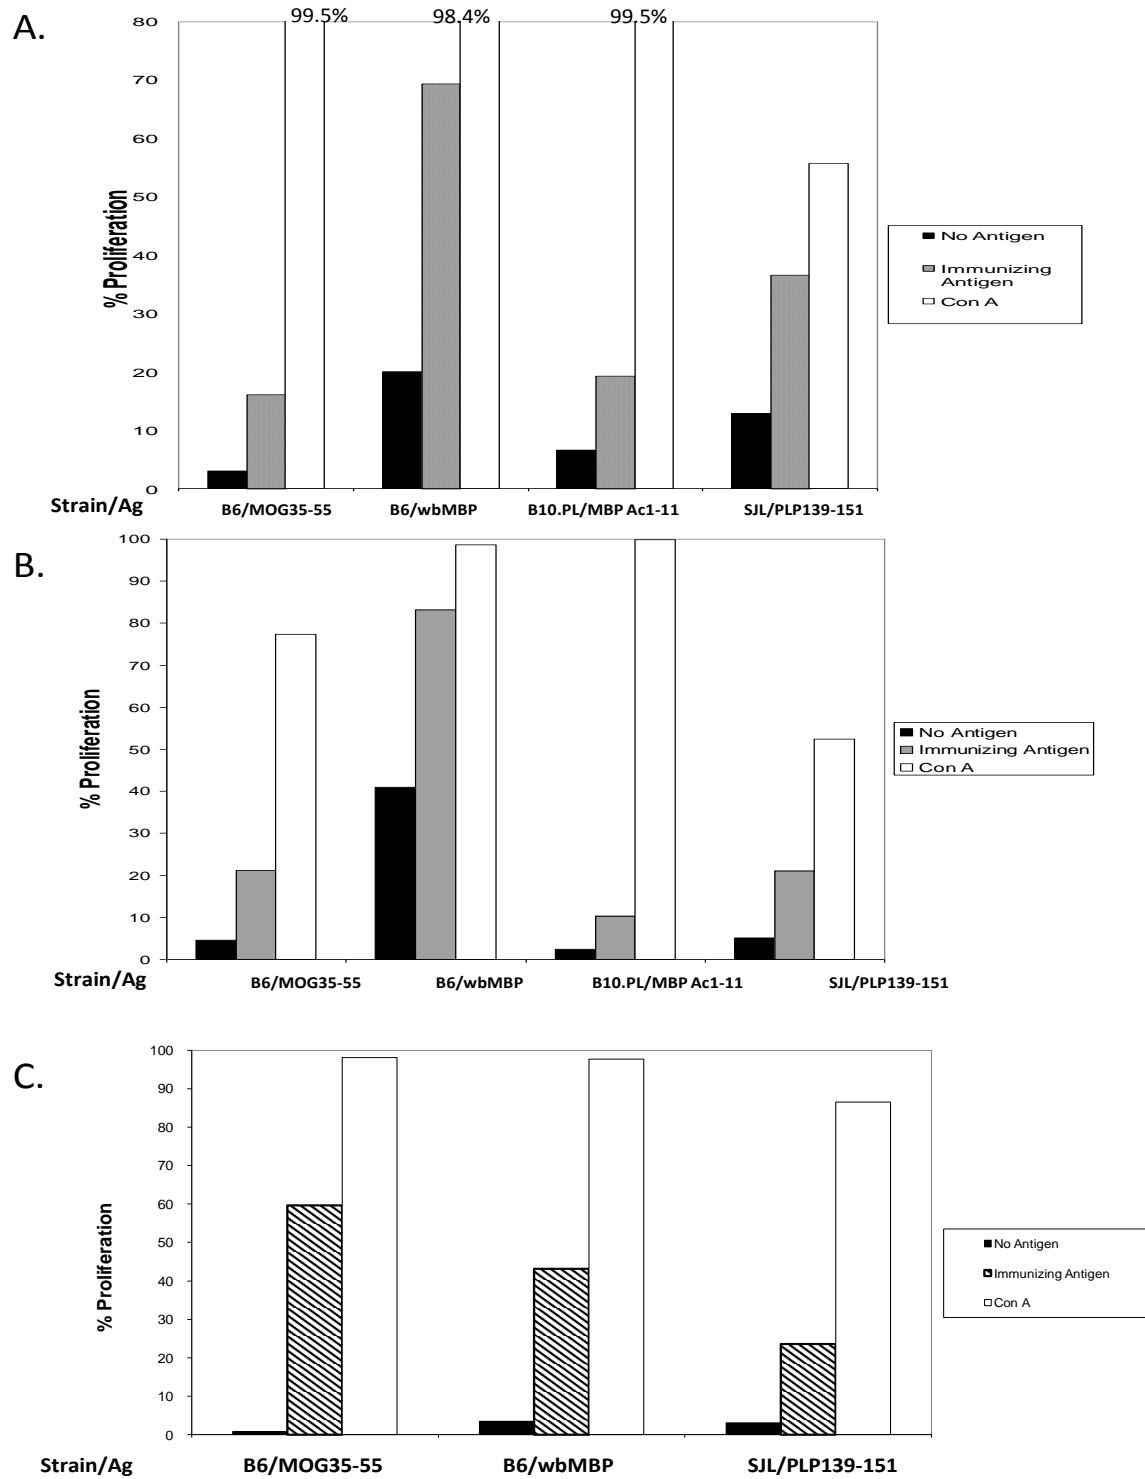 A.
99.5% 98.4% 99.5%
80
70
60
50
40
30
20
10
0
% Proliferation
No Antigen
Immunizing
Antigen
Con A
Strain/Ag B6/MOG35-55 B6/wbMBP B10.PL/MBP Ac1-11 SJL/PLP139-151
B.
100
90
80
70
60
50
40
30
20
10
0
% Proliferation
No Antigen
Immunizing Antigen
Con A
Strain/Ag B6/MOG35-55 B6/wbMBP B10.PL/MBP Ac1-11 SJL/PLP139-151
C.
100
90
80
70
60
50
40
30
20
10
0
% Proliferation
No Antigen
Immunizing Antigen
Con A
Strain/Ag B6/MOG35-55 B6/wbMBP SJL/PLP139-151